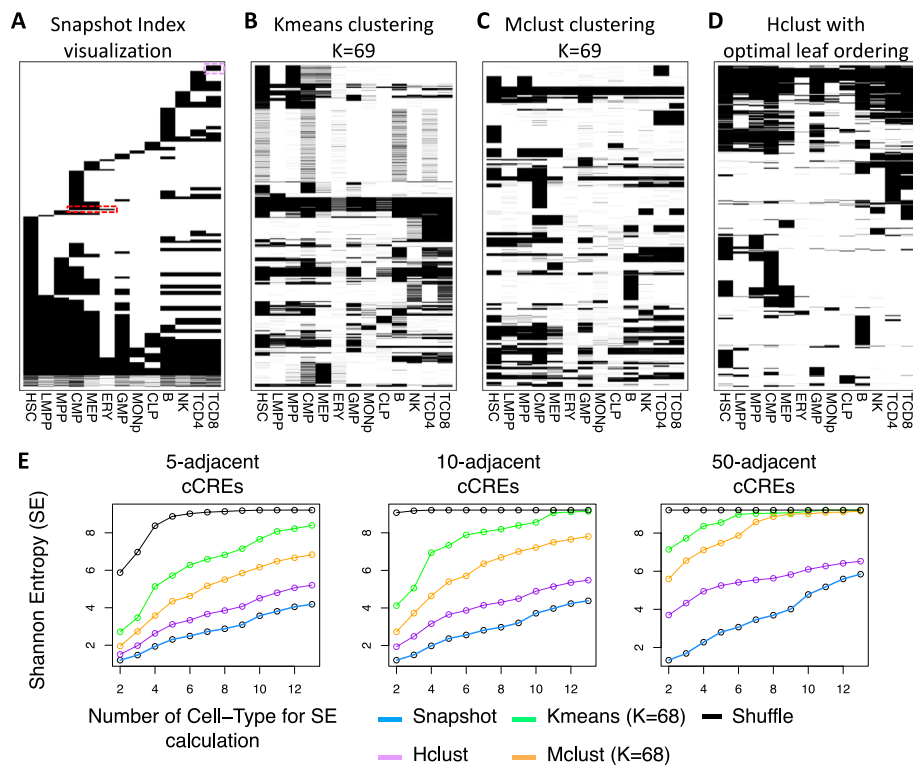 A Snapshot Index
visualization
B Kmeans clustering
K=69
C Mclust clustering
K=69
D Hclust with
optimal leaf ordering
HSC LMPP MPP CMP MEP ERY GMP MONp CLP B NK TCD4 TCD8
HSC LMPP MPP CMP MEP ERY GMP MONp CLP B NK TCD4 TCD8
HSC LMPP MPP CMP MEP ERY GMP MONp CLP B NK TCD4 TCD8
HSC LMPP MPP CMP MEP ERY GMP MONp CLP B NK TCD4 TCD8
E
5-adjacent
cCREs
10-adjacent
cCREs
50-adjacent
cCREs
Shannon Entropy (SE)
8
6
4
2
2 4 6 8 10 12
8
6
4
2
2 4 6 8 10 12
8
6
4
2
2 4 6 8 10 12
Number of Cell-Type for SE
calculation
Snapshot Kmeans (K=68) Shuffle
Hclust Mclust (K=68)